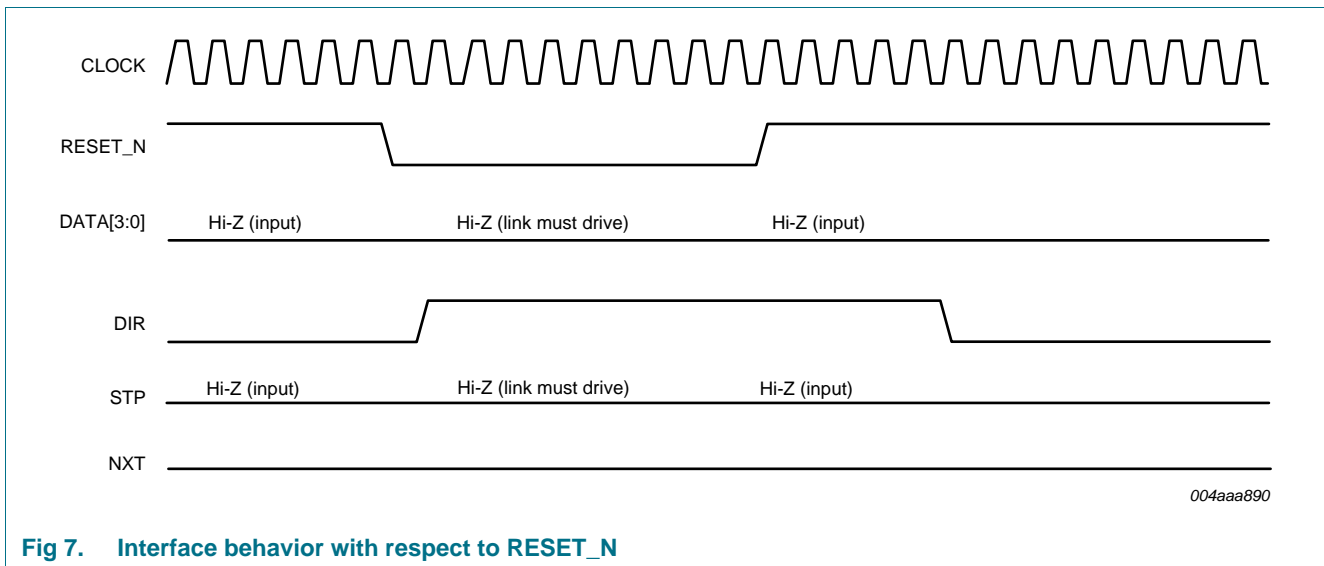 CLOCK
RESET_N
DATA[3:0] Hi-Z (input) Hi-Z (link must drive) Hi-Z (input)
DIR
STP Hi-Z (input) Hi-Z (link must drive) Hi-Z (input)
NXT
004aaa890
Fig 7. Interface behavior with respect to RESET_N